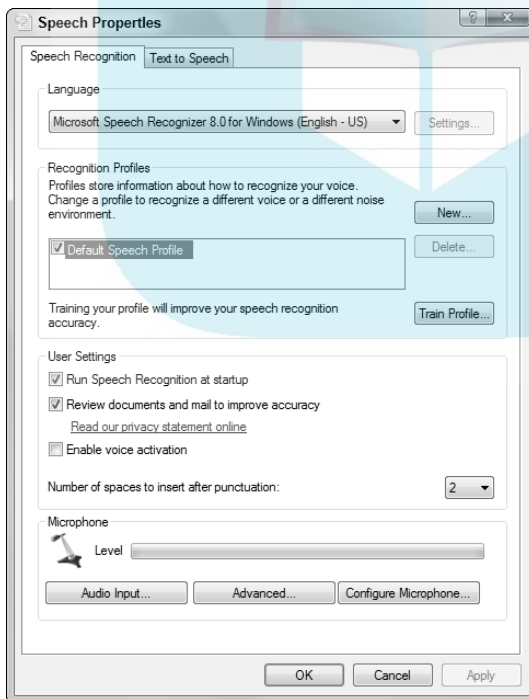 Speech Properties
Speech Recognition
Text to Speech
Language
Microsoft Speech Recognizer 8.0 for Windows (English - US)
Settings...
Recognition Profiles
Profiles store information about how to recognize your voice.
Change a profile to recognize a different voice or a different noise
environment.
New...
Default Speech Profile
Delete...
Training your profile will improve your speech recognition
accuracy.
Train Profile...
User Settings
Run Speech Recognition at startup
Review documents and mail to improve accuracy
Read our privacy statement online
Enable voice activation
Number of spaces to insert after punctuation:
2
Microphone
Level
Audio Input...
Advanced...
Configure Microphone...
OK
Cancel
Apply